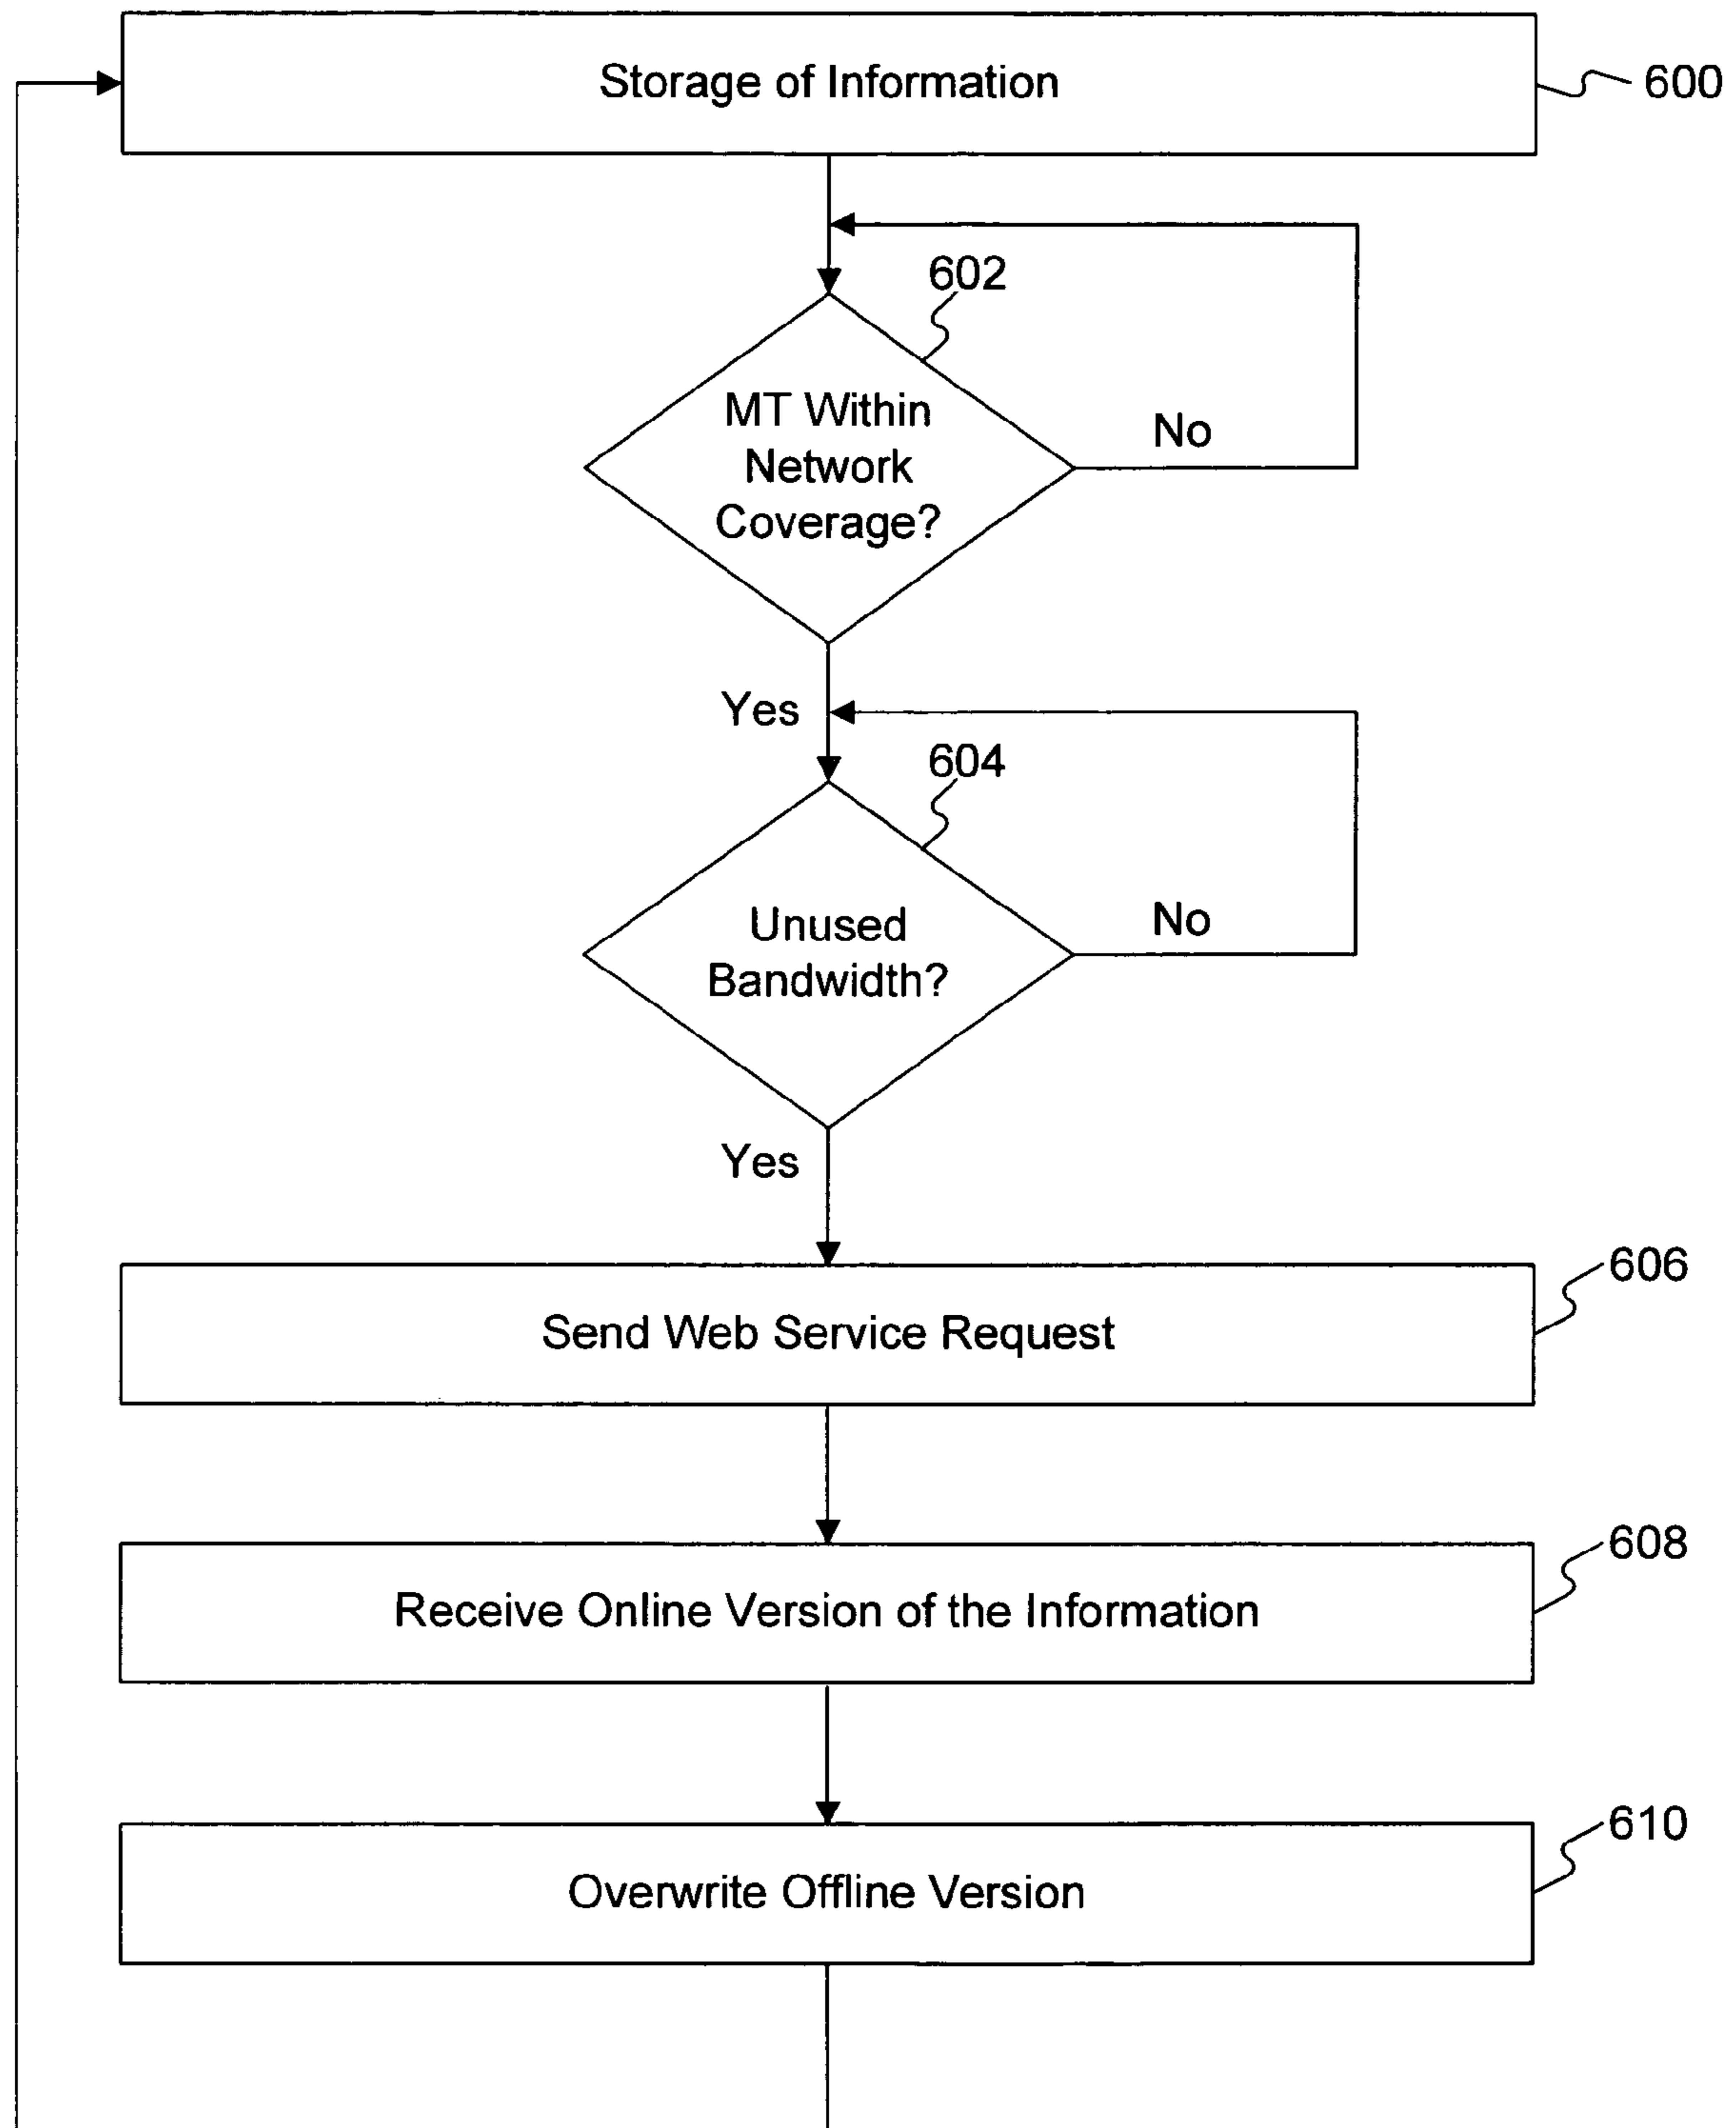 Storage of Information
600
602
MT Within
Network
Coverage?
No
Yes
604
Unused
Bandwidth?
No
Yes
606
Send Web Service Request
608
Receive Online Version of the Information
610
Overwrite Offline Version